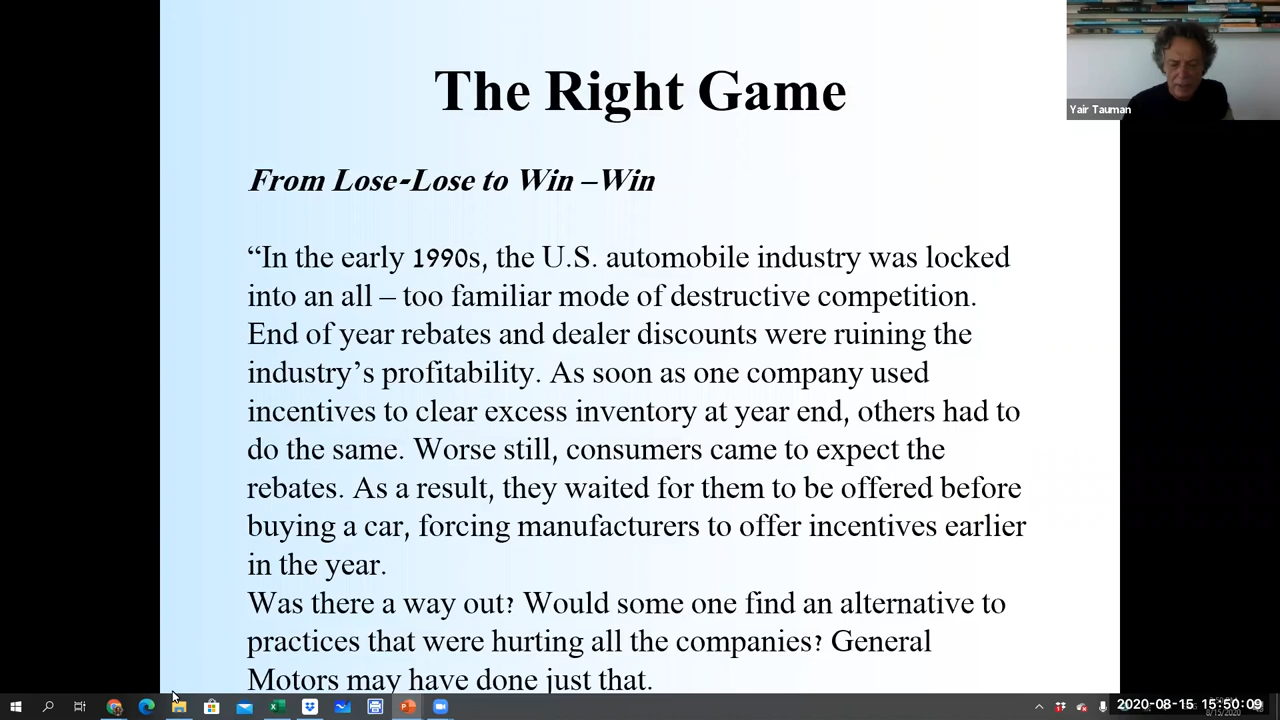 The Right Game
Yair Tauman
From Lose-Lose to Win –Win
“In the early 1990s, the U.S. automobile industry was locked
into an all – too familiar mode of destructive competition.
End of year rebates and dealer discounts were ruining the
industry’s profitability. As soon as one company used
incentives to clear excess inventory at year end, others had to
do the same. Worse still, consumers came to expect the
rebates. As a result, they waited for them to be offered before
buying a car, forcing manufacturers to offer incentives earlier
in the year.
Was there a way out? Would some one find an alternative to
practices that were hurting all the companies? General
Motors may have done just that.
2020-08-15 15:50:09